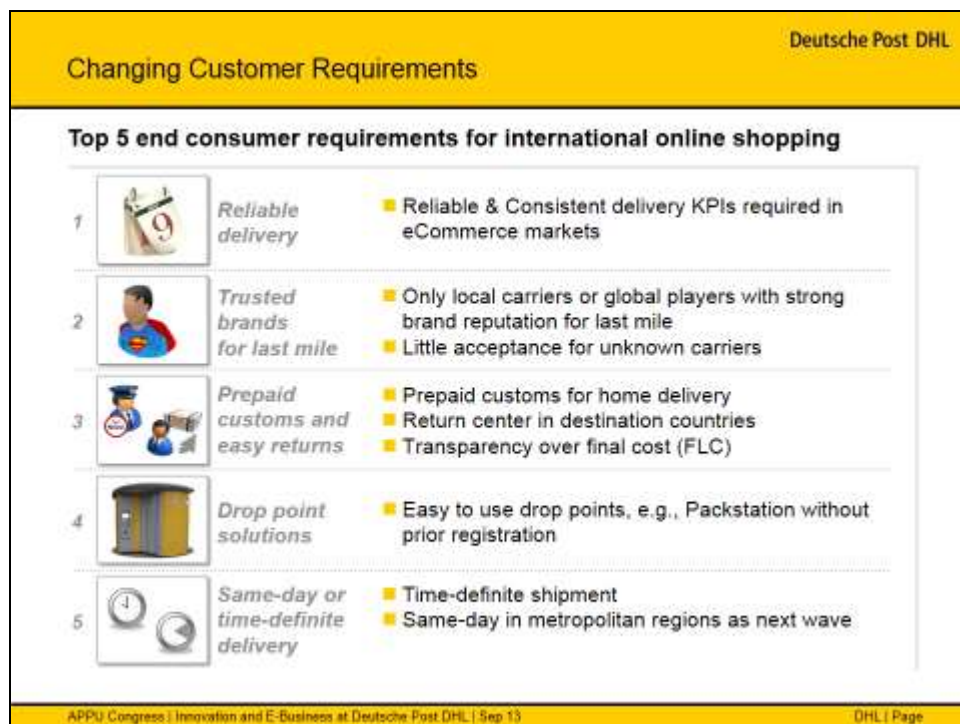 Deutsche Post DHL
Changing Customer Requirements
Top 5 end consumer requirements for international online shopping
1
9
Reliable
delivery
Reliable & Consistent delivery KPIs required in
eCommerce markets
2
Trusted
brands
for last mile
Only local carriers or global players with strong
brand reputation for last mile
Little acceptance for unknown carriers
3
Prepaid
customs and
easy returns
Prepaid customs for home delivery
Return center in destination countries
Transparency over final cost (FLC)
4
Drop point
solutions
Easy to use drop points, e.g., Packstation without
prior registration
5
Same-day or
time-definite
delivery
Time-definite shipment
Same-day in metropolitan regions as next wave
APPU Congress | Innovation and E-Business at Deutsche Post DHL | Sep 13
DHL | Page